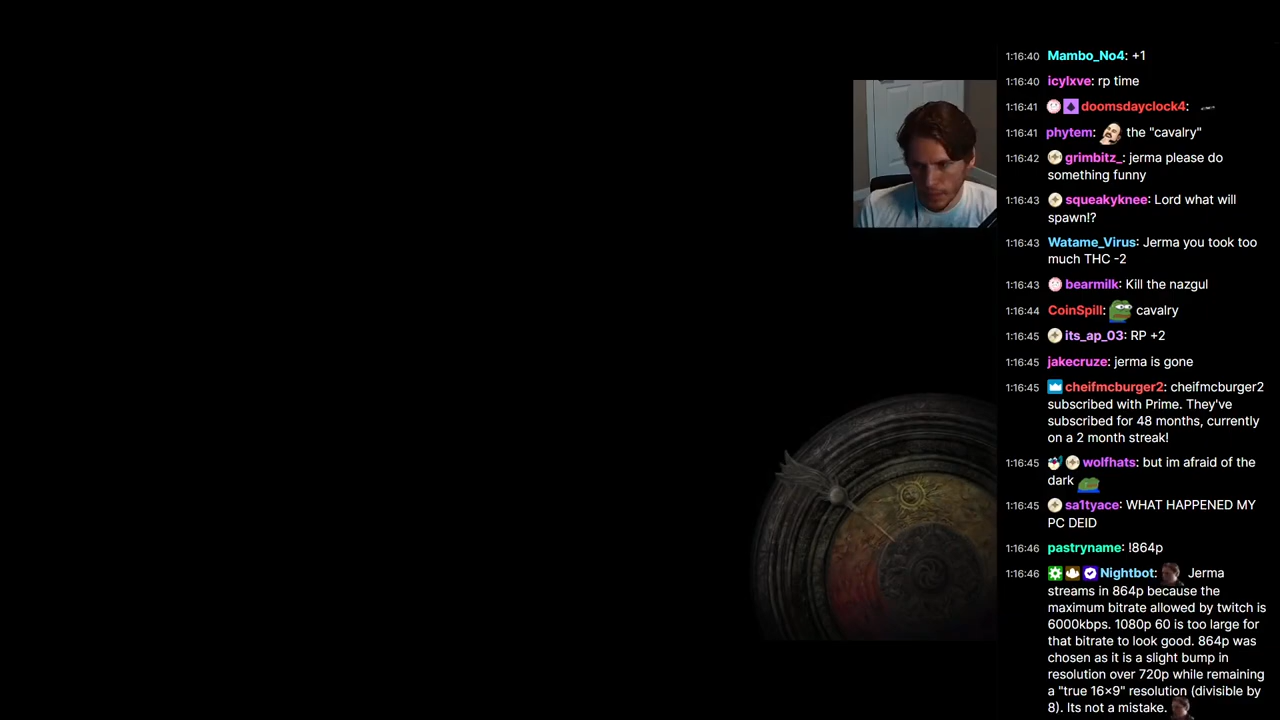 1:16:40 Mambo_No4: +1
1:16:40 icylxve: rp time
1:16:41 doomsdayclock4:
1:16:41 phytem: the "cavalry"
1:16:42 grimbitz_: jerma please do
something funny
1:16:43 squeakyknee: Lord what will
spawn!?
1:16:43 Watame_Virus: Jerma you took too
much THC -2
1:16:43 bearmilk: Kill the nazgul
1:16:44 CoinSpill: cavalry
1:16:45 its_ap_03: RP +2
1:16:45 jakecruze: jerma is gone
1:16:45 cheifmcburger2: cheifmcburger2
subscribed with Prime. They've
subscribed for 48 months, currently
on a 2 month streak!
1:16:45 wolfhats: but im afraid of the
dark
1:16:45 sa1tyace: WHAT HAPPENED MY
PC DEID
1:16:46 pastryname: !864p
1:16:46 Nightbot: Jerma
streams in 864p because the
maximum bitrate allowed by twitch is
6000kbps. 1080p 60 is too large for
that bitrate to look good. 864p was
chosen as it is a slight bump in
resolution over 720p while remaining
a "true 16×9" resolution (divisible by
8). Its not a mistake.